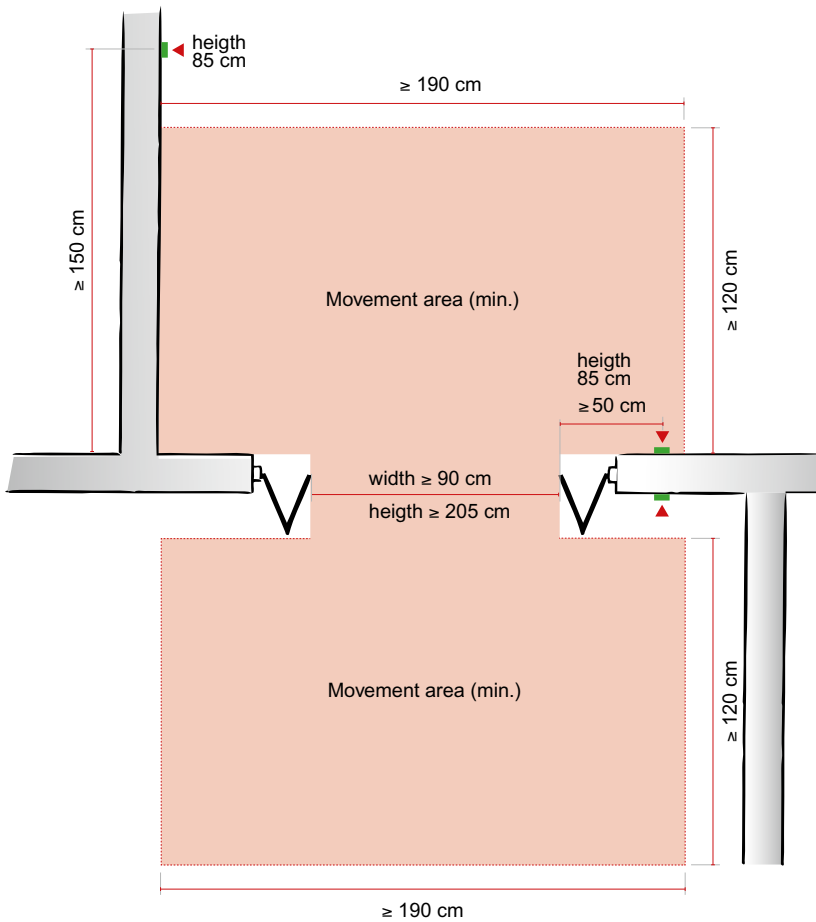 heigth
85 cm
≥ 190 cm
≥ 150 cm
Movement area (min.)
≥ 120 cm
heigth
85 cm
≥ 50 cm
width ≥ 90 cm
heigth ≥ 205 cm
Movement area (min.)
≥ 120 cm
≥ 190 cm